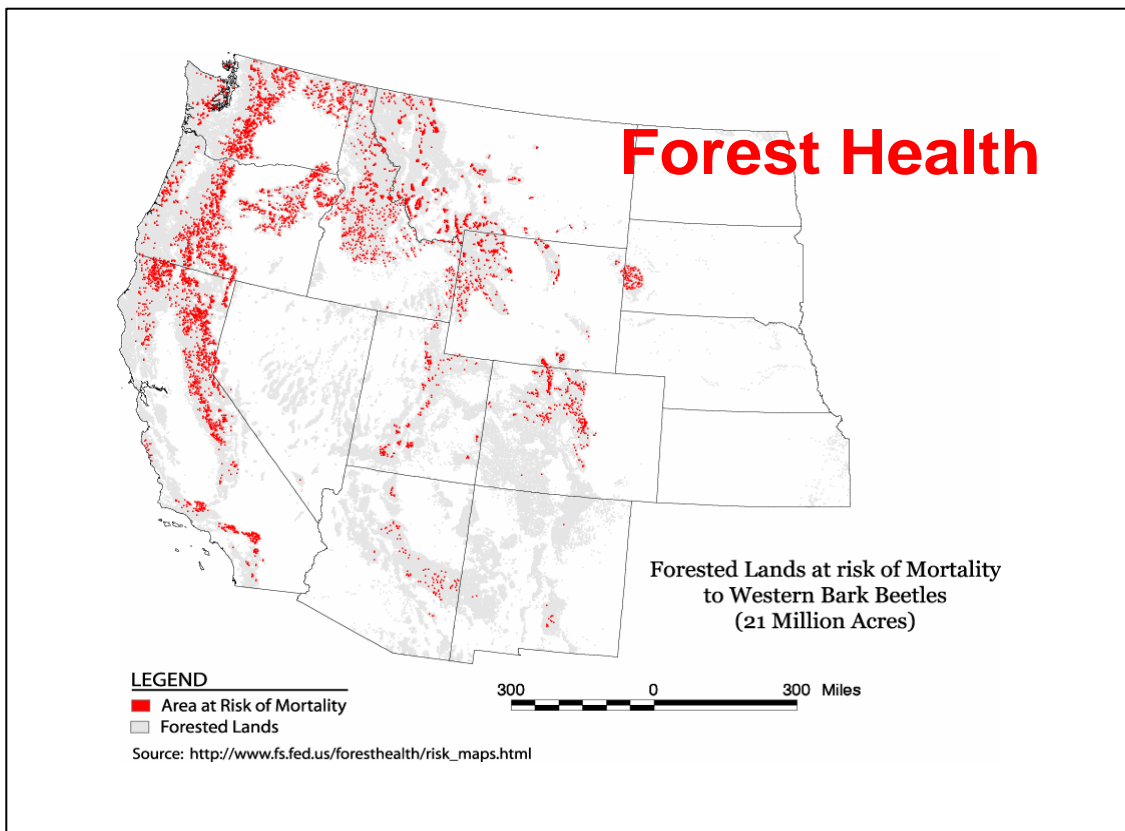 Forest Health
Forested Lands at risk of Mortality
to Western Bark Beetles
(21 Million Acres)
LEGEND
Area at Risk of Mortality
Forested Lands
300 0 300 Miles
Source: http://www.fs.fed.us/foresthealth/risk_maps.html